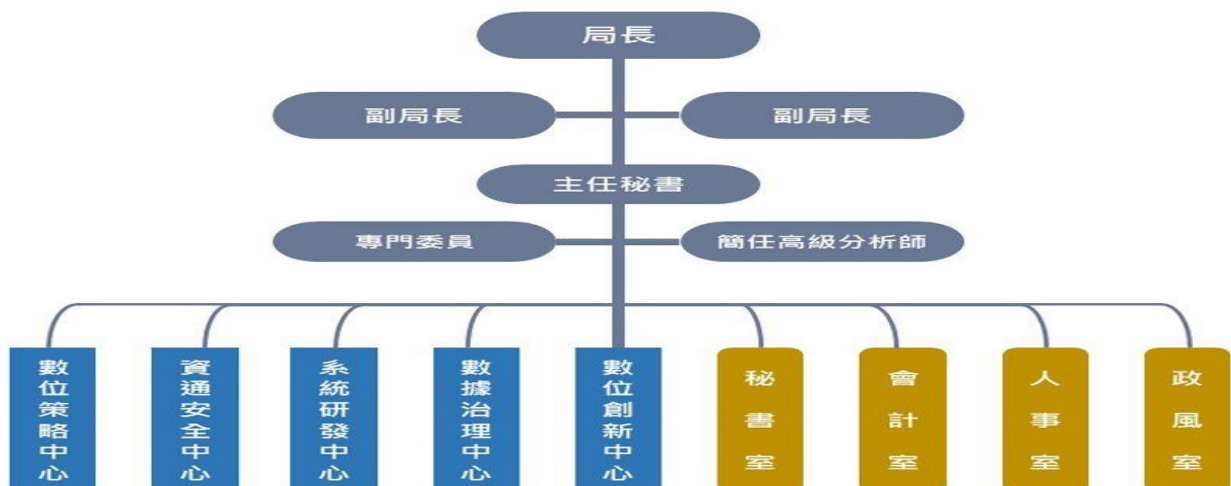 局長
副局長
副局長
主任秘書
專門委員
簡任高級分析師
數位策略中心
資通安全中心
系統研發中心
數據治理中心
數位創新中心
秘書室
會計室
人事室
政風室